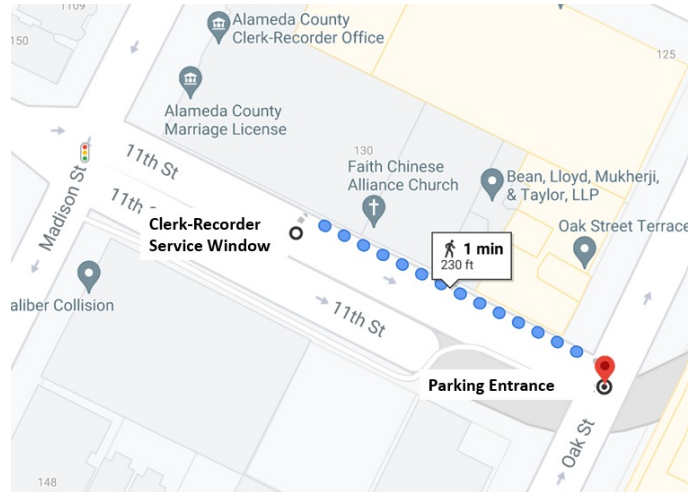 1109
150
Alameda County
Clerk-Recorder Office
125
Alameda County
Marriage License
130
11th St
Faith Chinese
Alliance Church
Bean, Lloyd, Mukherji,
& Taylor, LLP
Madison St
11th St
Clerk-Recorder
Service Window
Oak Street Terrace
1 min
230 ft
aliber Collision
11th St
Parking Entrance
Oak St
148